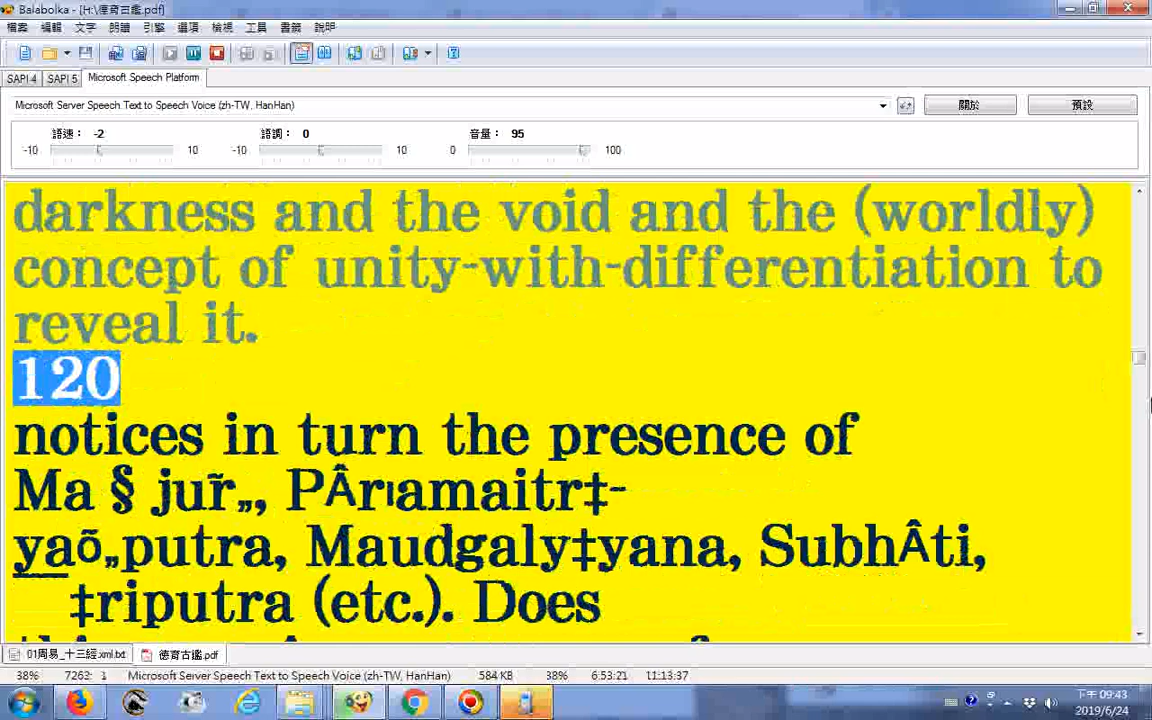 Balabolka - [H:\德育古鑑.pdf]
檔案 編輯 文字 朗讀 引擎 選項 檢視 工具 書籤 說明
SAPI 4 SAPI 5 Microsoft Speech Platform
Microsoft Server Speech Text to Speech Voice (zh-TW, HanHan) 關於 預設
語速： -2 語調： 0 音量： 95
-10 10 -10 10 0 100
darkness and the void and the (worldly)
concept of unity-with-differentiation to
reveal it.
120
notices in turn the presence of
Ma § jur̃„, PÂrıamaitr‡-
yaõ„putra, Maudgaly‡yana, SubhÂti,
‡riputra (etc.). Does
01周易_十三經.xml.txt 德育古鑑.pdf
38% 7262: 1 Microsoft Server Speech Text to Speech Voice (zh-TW, HanHan) 584 KB 38% 6:53:21 11:13:37
下午 09:43
2019/6/24